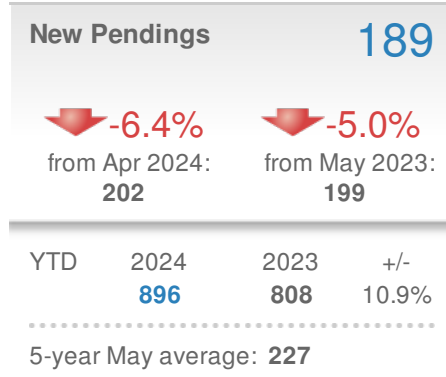 New Pendings 189
-6.4% -5.0%
from Apr 2024: from May 2023:
202 199
YTD 2024 2023 +/-
896 808 10.9%
5-year May average: 227